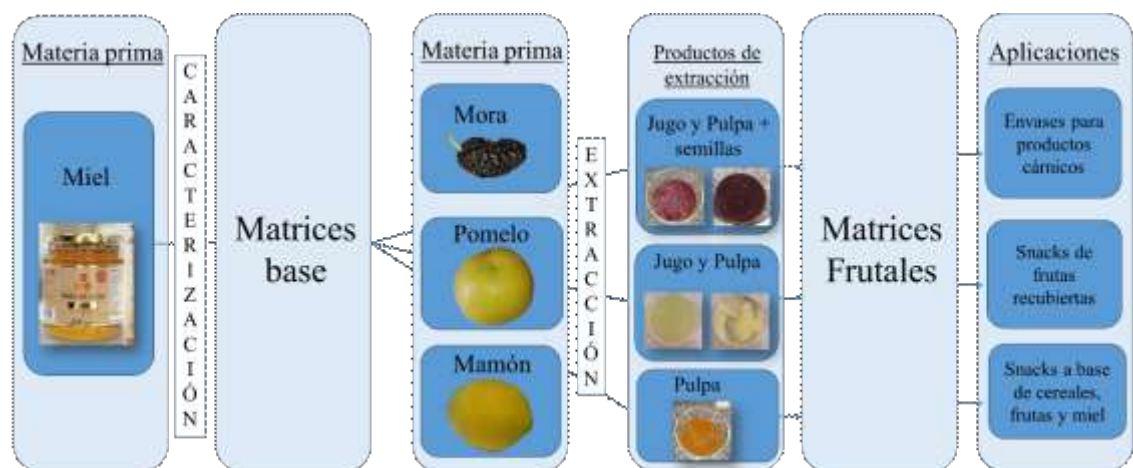 Materia prima
Miel
CARACTERIZACIÓN
Matrices
base
Materia prima
Mora
Pomelo
Mamón
EXTRACCIÓN
Productos de
extracción
Jugo y Pulpa +
semillas
Jugo y Pulpa
Pulpa
Matrices
Frutales
Aplicaciones
Envases para
productos
cárnicos
Snacks de
frutas
recubiertas
Snacks a base
de cereales,
frutas y miel